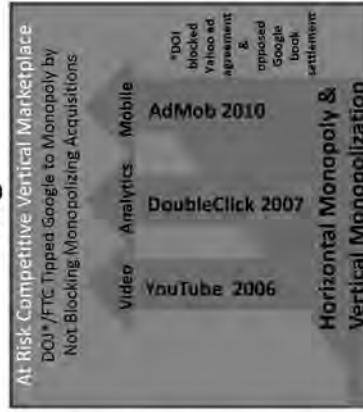 At Risk Competitive Vertical Marketplace
DOJ*/FTC Tipped Google to Monopoly by
Not Blocking Monopolizing Acquisitions
Video
Analytics
Mobile
YouTube 2006
DoubleClick 2007
AdMob 2010
*DOJ
blocked
Yahoo ad
agreement
&
opposed
Google
book
settlement
Horizontal Monopoly &
Vertical Monopolization